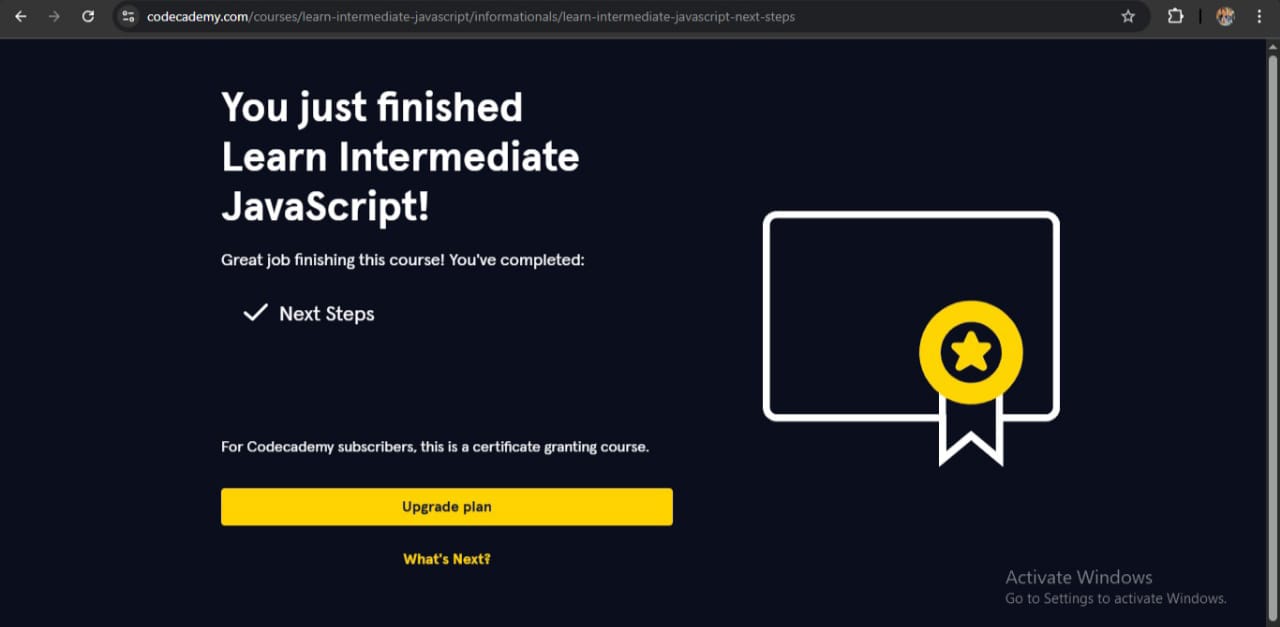 codecademy.com/courses/learn-intermediate-javascript/informationals/learn-intermediate-javascript-next-steps
You just finished
Learn Intermediate
JavaScript!
Great job finishing this course! You've completed:
Next Steps
For Codecademy subscribers, this is a certificate granting course.
Upgrade plan
What's Next?
Activate Windows
Go to Settings to activate Windows.